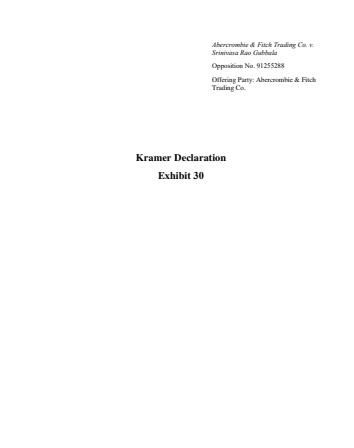 Abercrombie & Fitch Trading Co. v.
Srinivasa Rao Gubbala
Opposition No. 91255288
Offering Party: Abercrombie & Fitch
Trading Co.
Kramer Declaration
Exhibit 30